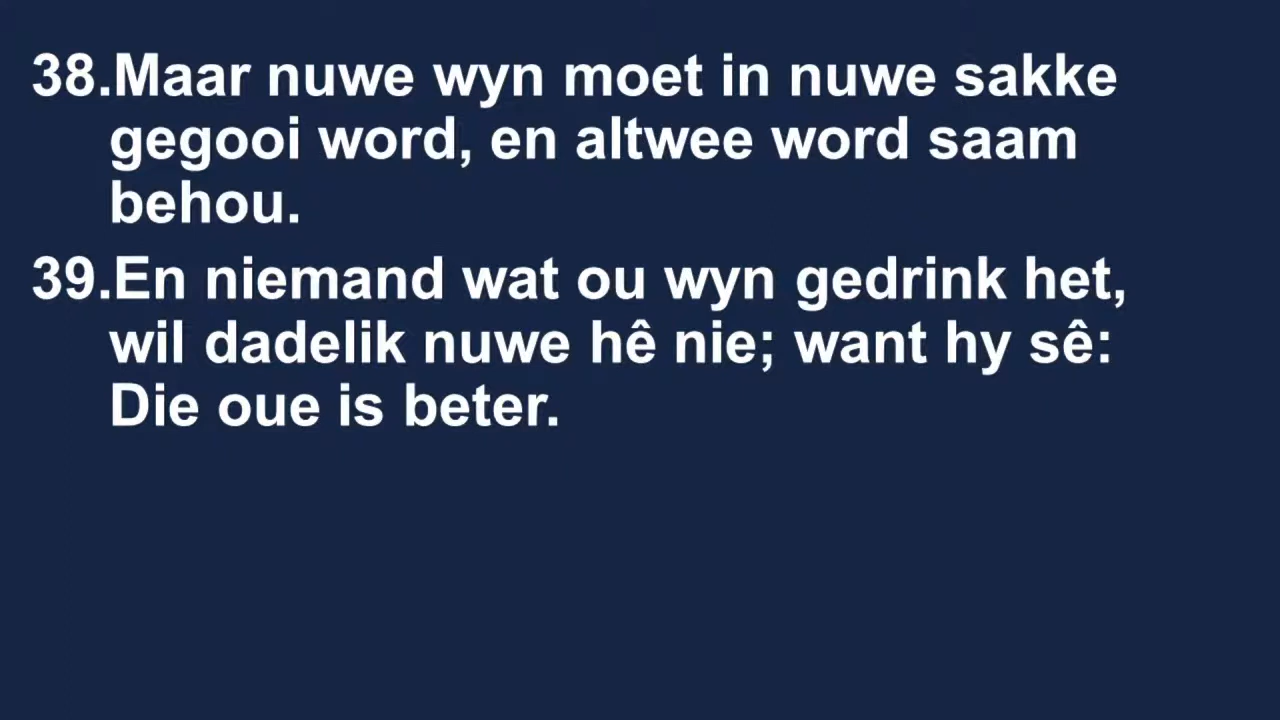 38.Maar nuwe wyn moet in nuwe sakke
gegooi word, en altwee word saam
behou.
39.En niemand wat ou wyn gedrink het,
wil dadelik nuwe hê nie; want hy sê:
Die oue is beter.